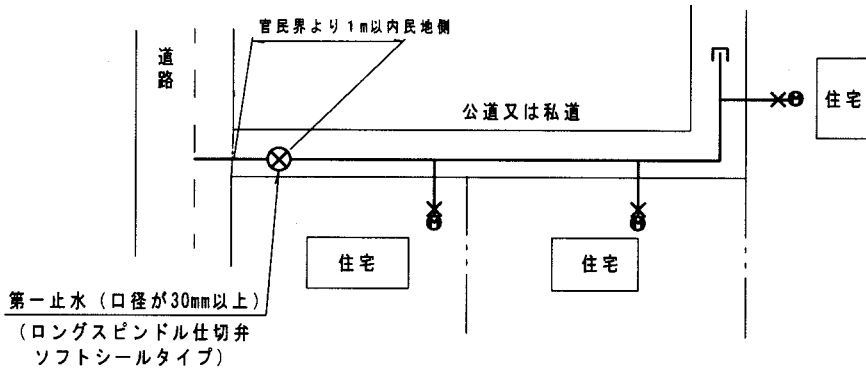 官民界より1m以内民地側
道路
公道又は私道
住宅
住宅
住宅
第一止水（口径が30mm以上）
（ロングスピンドル仕切弁
ソフトシールタイプ）